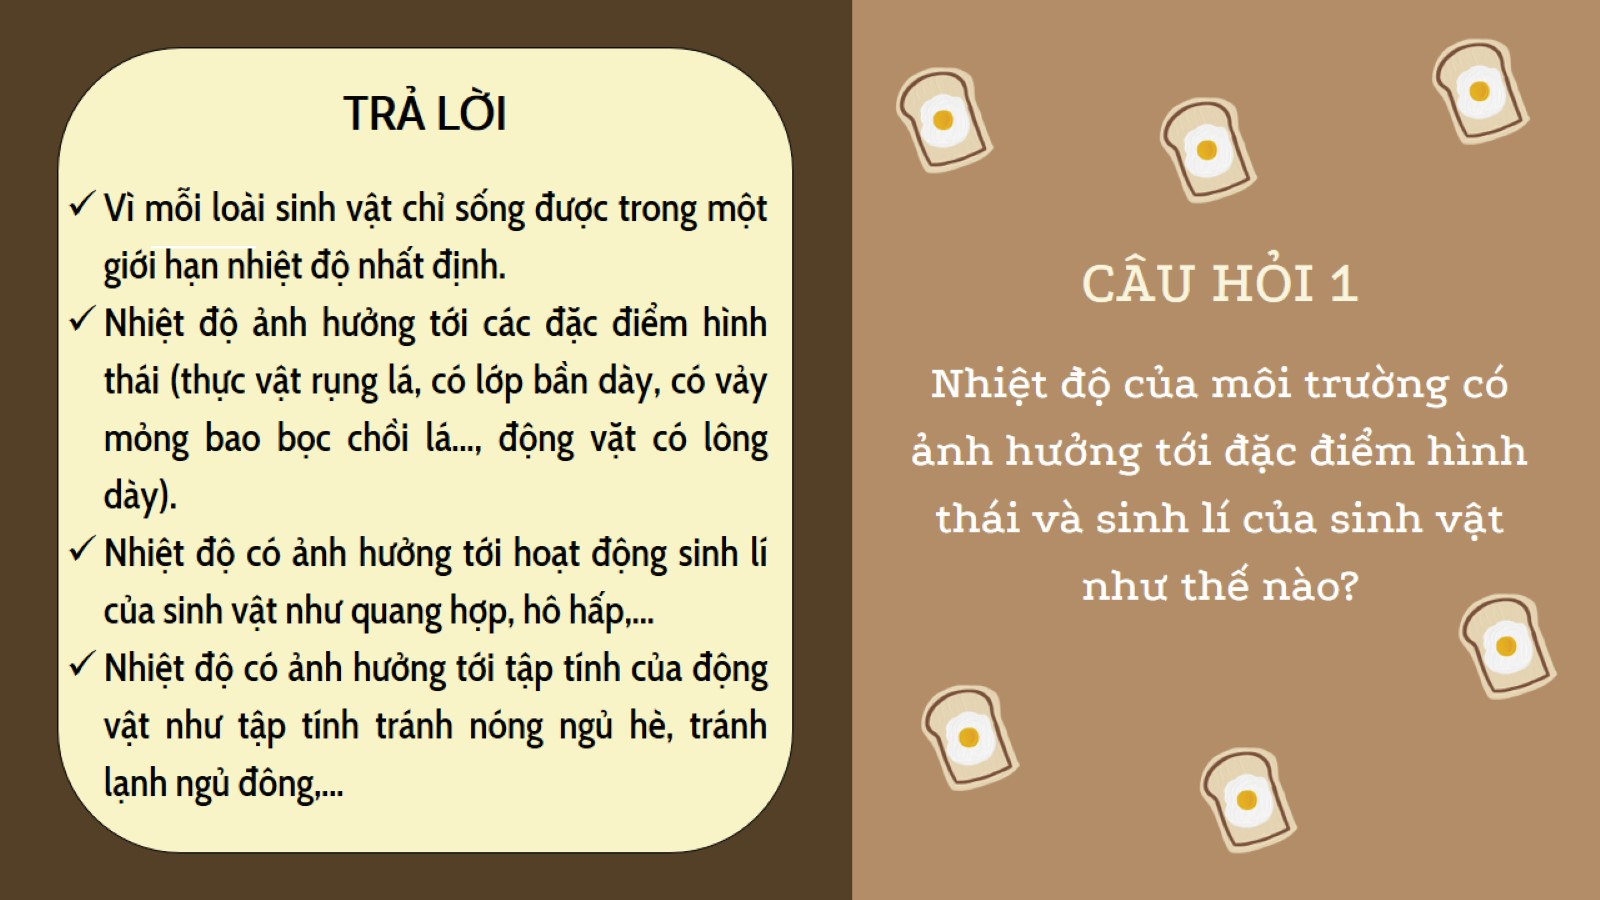 TRẢ LỜI
✓ Vì mỗi loài sinh vật chỉ sống được trong một
giới hạn nhiệt độ nhất định.
✓ Nhiệt độ ảnh hưởng tới các đặc điểm hình
thái (thực vật rụng lá, có lớp bần dày, có vảy
mỏng bao bọc chồi lá..., động vặt có lông
dày).
✓ Nhiệt độ có ảnh hưởng tới hoạt động sinh lí
của sinh vật như quang hợp, hô hấp,...
✓ Nhiệt độ có ảnh hưởng tới tập tính của động
vật như tập tính tránh nóng ngủ hè, tránh
lạnh ngủ đông,...
CÂU HỎI 1
Nhiệt độ của môi trường có
ảnh hưởng tới đặc điểm hình
thái và sinh lí của sinh vật
như thế nào?